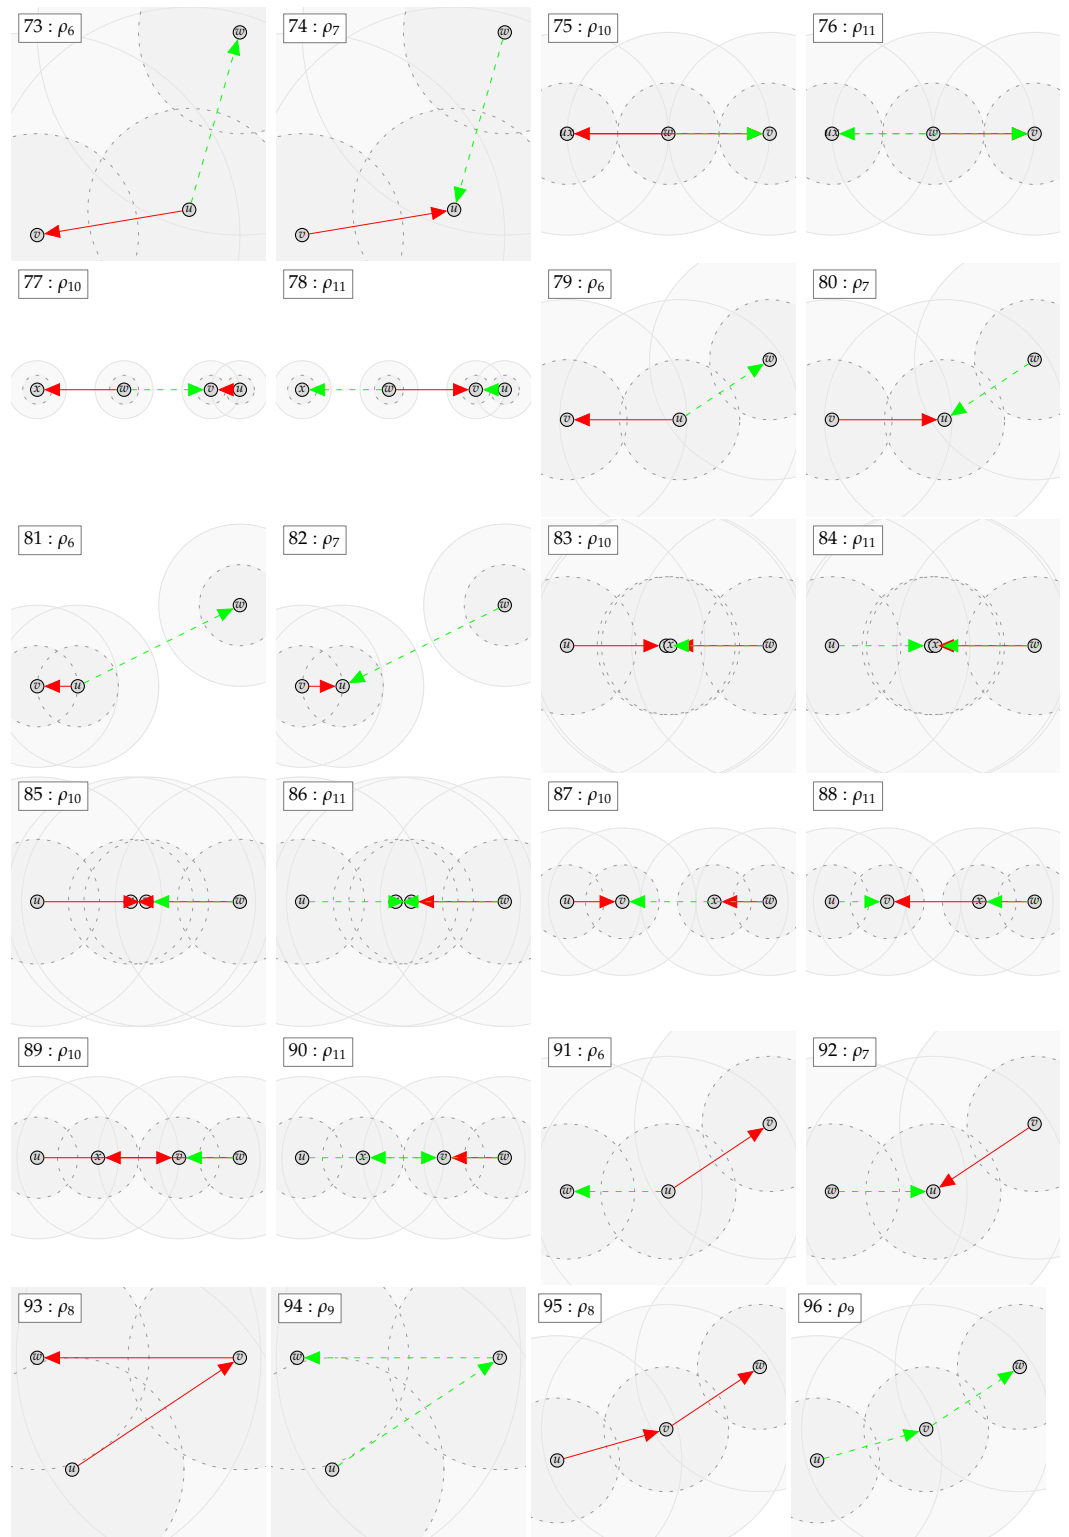 73 : ρ₆
w
u
v
74 : ρ₇
w
u
v
75 : ρ₁₀
w
v
76 : ρ₁₁
w
v
77 : ρ₁₀
x w v u
78 : ρ₁₁
x w v u
79 : ρ₆
w
v u
80 : ρ₇
w
v u
81 : ρ₆
w
v u
82 : ρ₇
w
v u
83 : ρ₁₀
u x w
84 : ρ₁₁
u x w
85 : ρ₁₀
u w
86 : ρ₁₁
u w
87 : ρ₁₀
u v x w
88 : ρ₁₁
u v x w
89 : ρ₁₀
u x v w
90 : ρ₁₁
u x v w
91 : ρ₆
v
w u
92 : ρ₇
v
w u
93 : ρ₈
w v
u
94 : ρ₉
w v
u
95 : ρ₈
w
v
u
96 : ρ₉
w
v
u